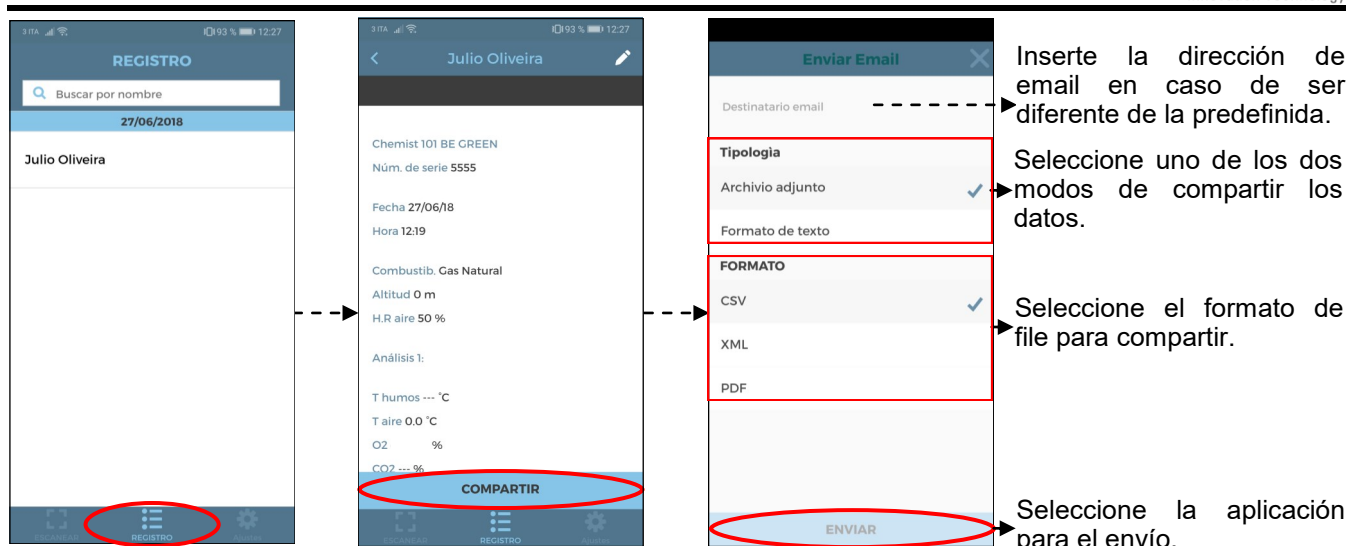 3 ITA 93 % 12:27
REGISTRO
Buscar por nombre
27/06/2018
Julio Oliveira
ESCANEAR
REGISTRO
Ajustes
3 ITA 93 % 12:27
Julio Oliveira
Chemist 101 BE GREEN
Núm. de serie 5555
Fecha 27/06/18
Hora 12:19
Combustib. Gas Natural
Altitud 0 m
H.R aire 50 %
Análisis 1:
T humos --- °C
T aire 0.0 °C
O2 %
CO2 --- %
COMPARTIR
ESCANEAR
REGISTRO
Ajustes
Enviar Email
Destinatario email
Tipologìa
Archivio adjunto
Formato de texto
FORMATO
CSV
XML
PDF
ENVIAR
Inserte la dirección de
email en caso de ser
diferente de la predefinida.
Seleccione uno de los dos
modos de compartir los
datos.
Seleccione el formato de
file para compartir.
Seleccione la aplicación
para el envío.